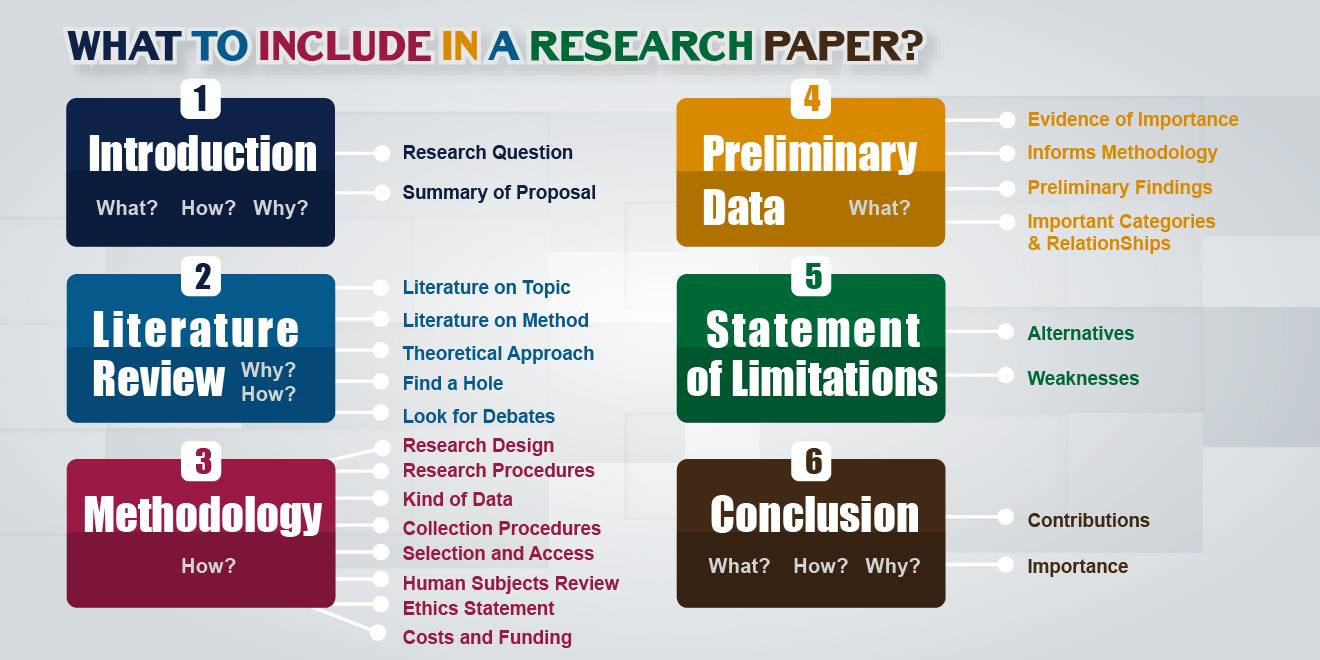 WHAT TO INCLUDE IN A RESEARCH PAPER?
1
Introduction
What? How? Why?
Research Question
Summary of Proposal
2
Literature
Review
Why?
How?
Literature on Topic
Literature on Method
Theoretical Approach
Find a Hole
Look for Debates
3
Methodology
How?
Research Design
Research Procedures
Kind of Data
Collection Procedures
Selection and Access
Human Subjects Review
Ethics Statement
Costs and Funding
4
Preliminary
Data What?
Evidence of Importance
Informs Methodology
Preliminary Findings
Important Categories
& RelationShips
5
Statement
of Limitations
Alternatives
Weaknesses
6
Conclusion
What? How? Why?
Contributions
Importance